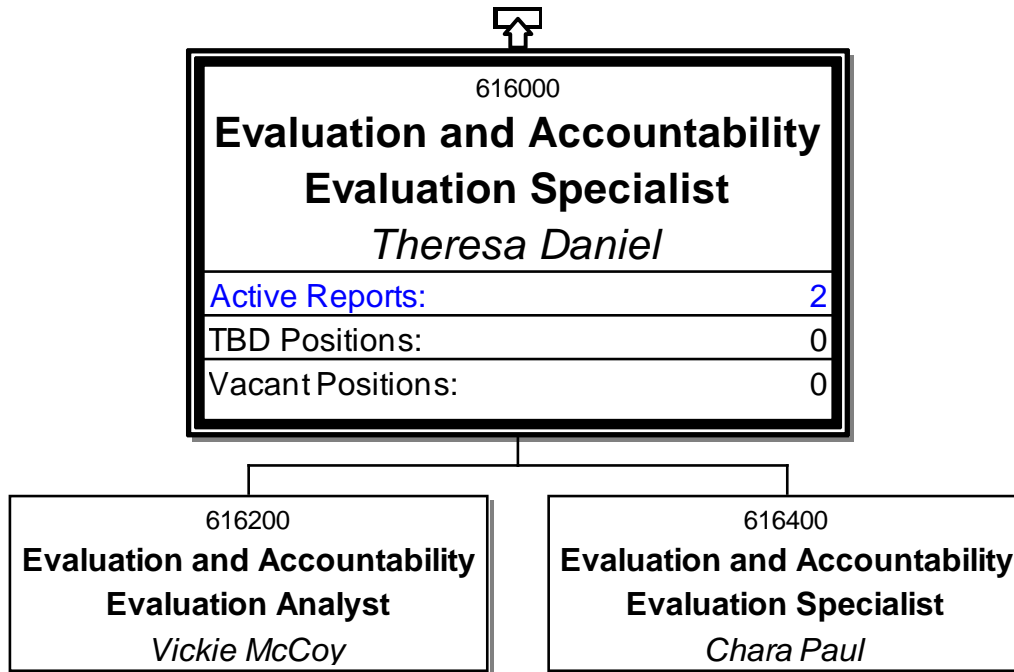 616000
Evaluation and Accountability
Evaluation Specialist
Theresa Daniel
Active Reports: 2
TBD Positions: 0
Vacant Positions: 0
616200
Evaluation and Accountability
Evaluation Analyst
Vickie McCoy
616400
Evaluation and Accountability
Evaluation Specialist
Chara Paul